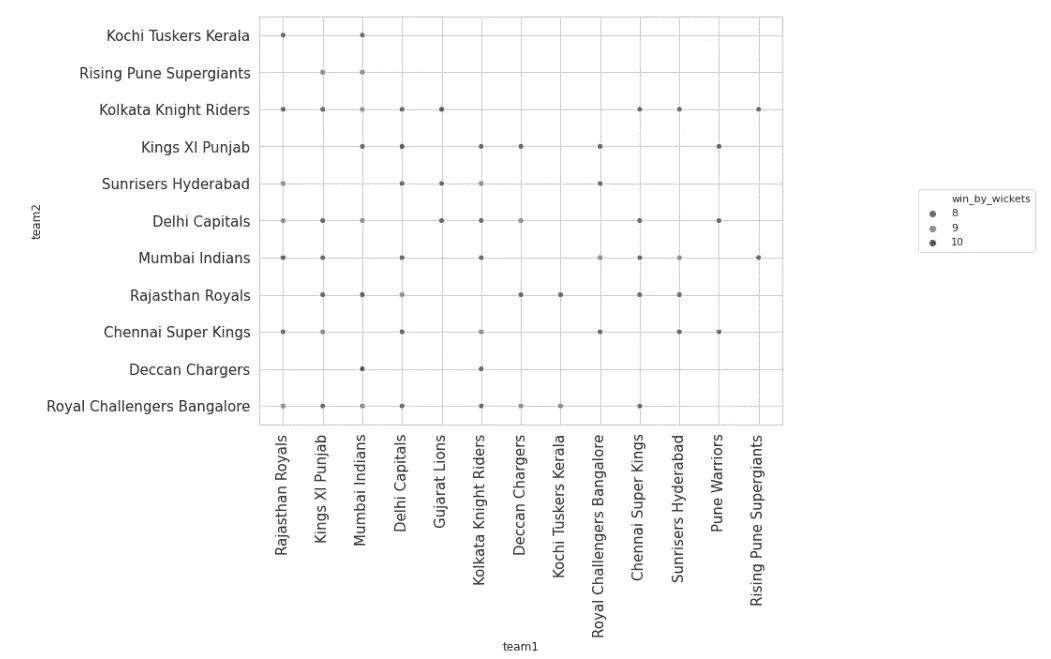 Kochi Tuskers Kerala
Rising Pune Supergiants
Kolkata Knight Riders
Kings XI Punjab
Sunrisers Hyderabad
Delhi Capitals
Mumbai Indians
Rajasthan Royals
Chennai Super Kings
Deccan Chargers
Royal Challengers Bangalore
team2
Rajasthan Royals
Kings XI Punjab
Mumbai Indians
Delhi Capitals
Gujarat Lions
Kolkata Knight Riders
Deccan Chargers
Kochi Tuskers Kerala
Royal Challengers Bangalore
Chennai Super Kings
Sunrisers Hyderabad
Pune Warriors
Rising Pune Supergiants
team1
win_by_wickets
8
9
10